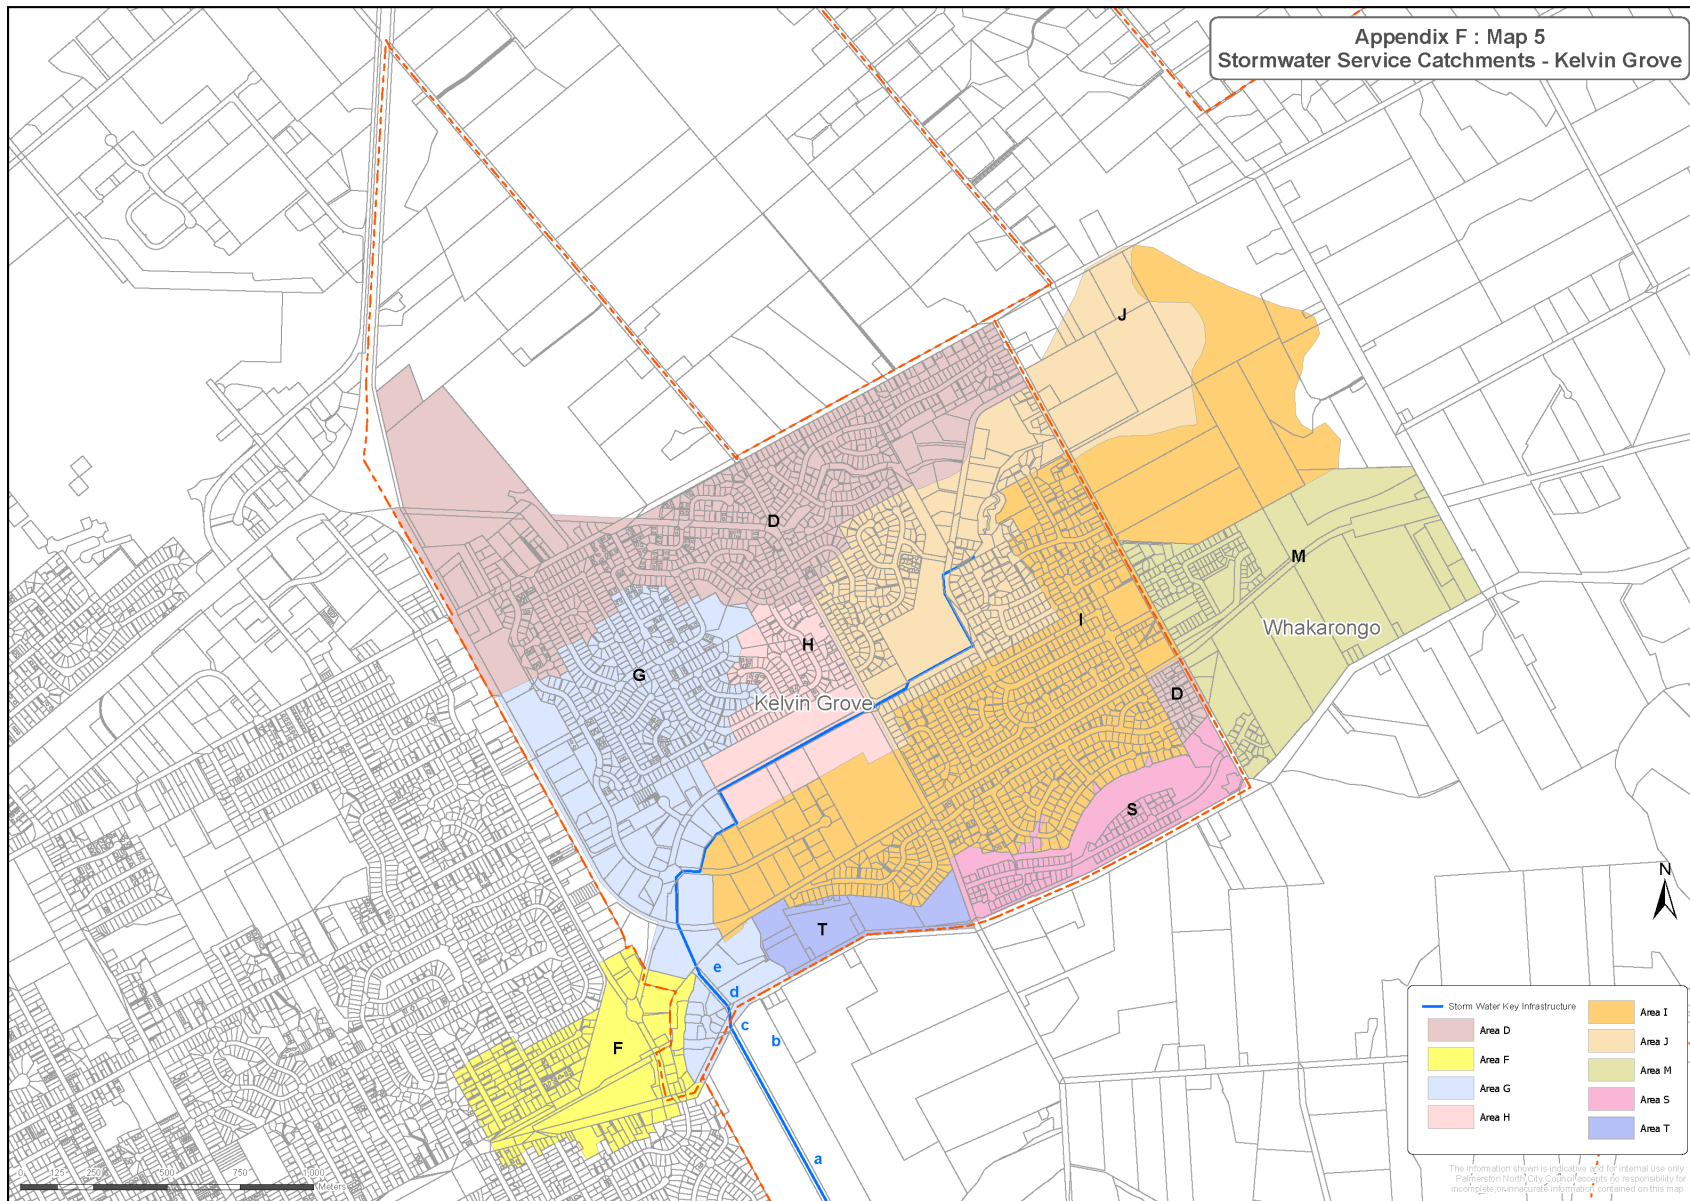 Appendix F : Map 5
Stormwater Service Catchments - Kelvin Grove
J
D
M
I
Whakarongo
H
G
D
Kelvin Grove
S
T
N
e
d
c
b
F
a
Storm Water Key Infrastructure
Area D
Area F
Area G
Area H
Area I
Area J
Area M
Area S
Area T
0 125 250 500 750 1,000
Meters
The information shown is indicative and for internal use only.
Palmerston North City Council accepts no responsibility for
incomplete or innacurate information contained on this map